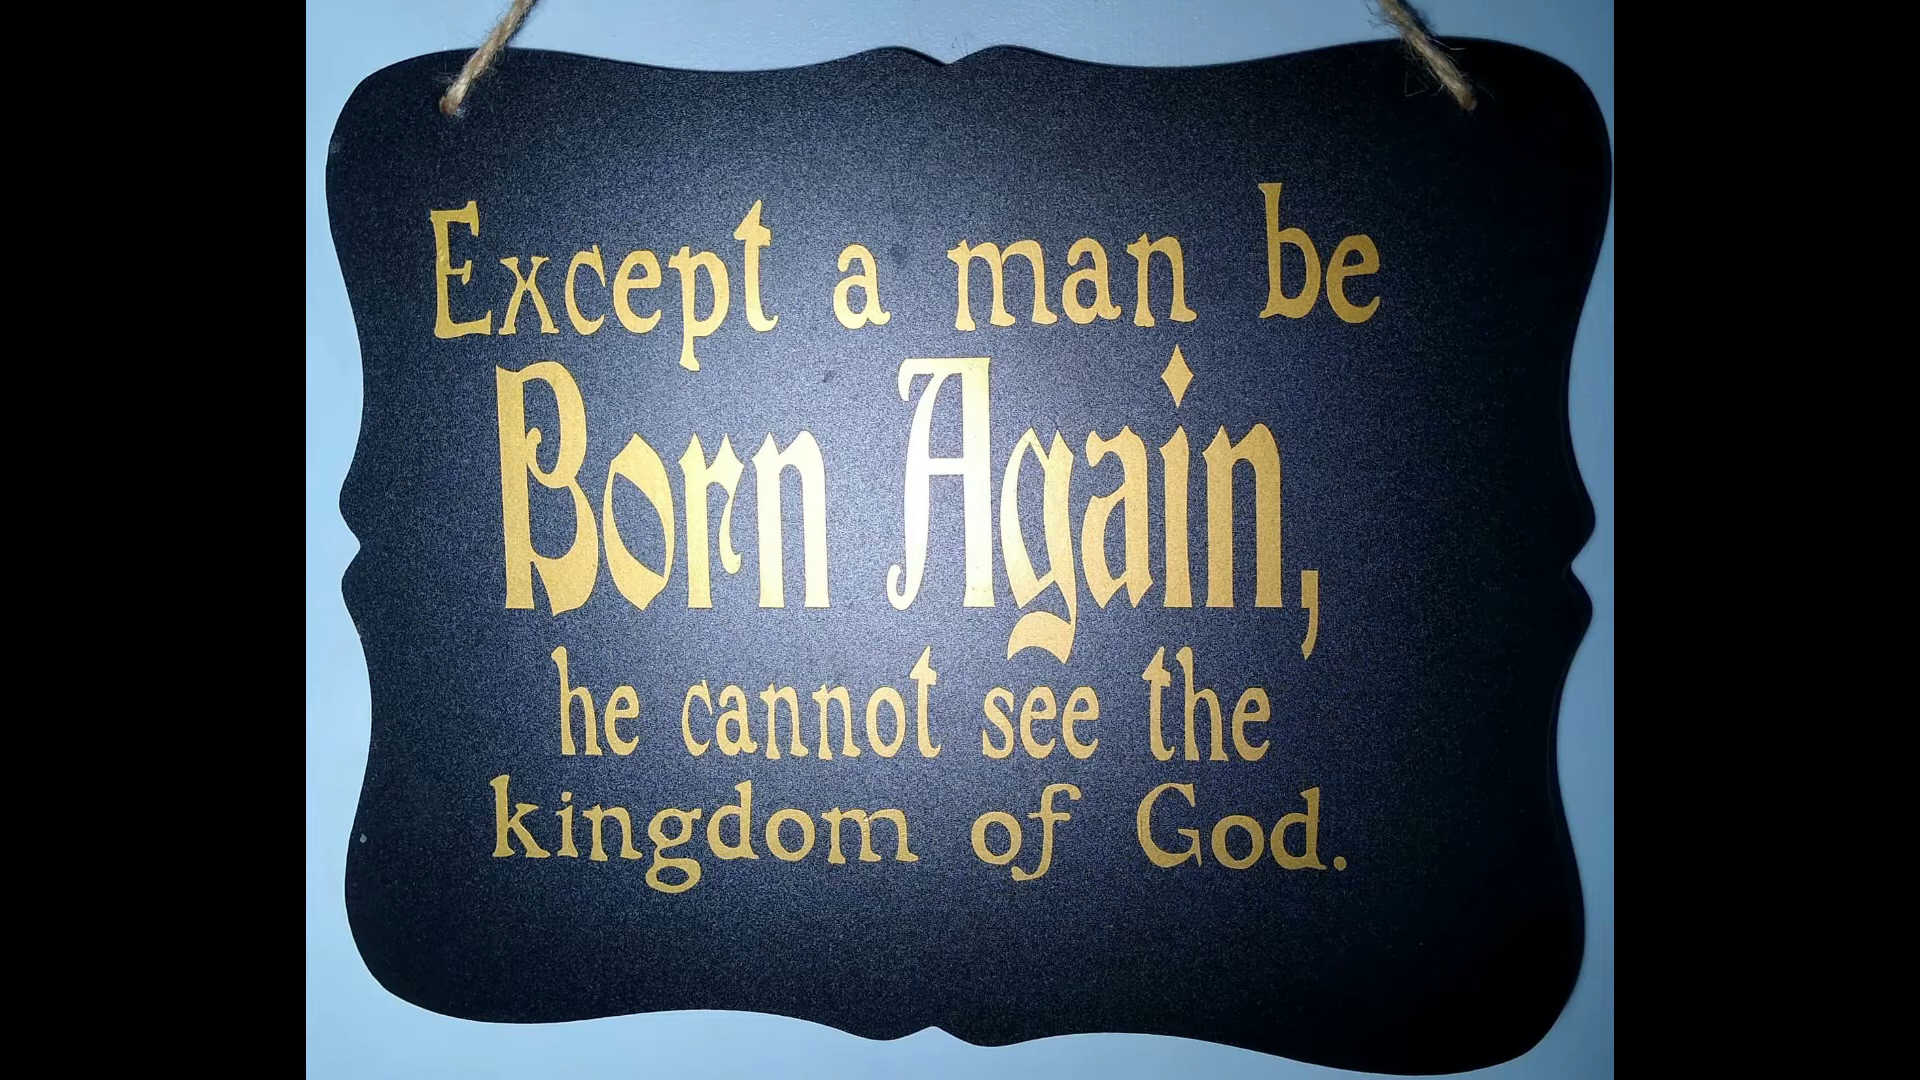 Except a man be
Born Again,
he cannot see the
kingdom of God.